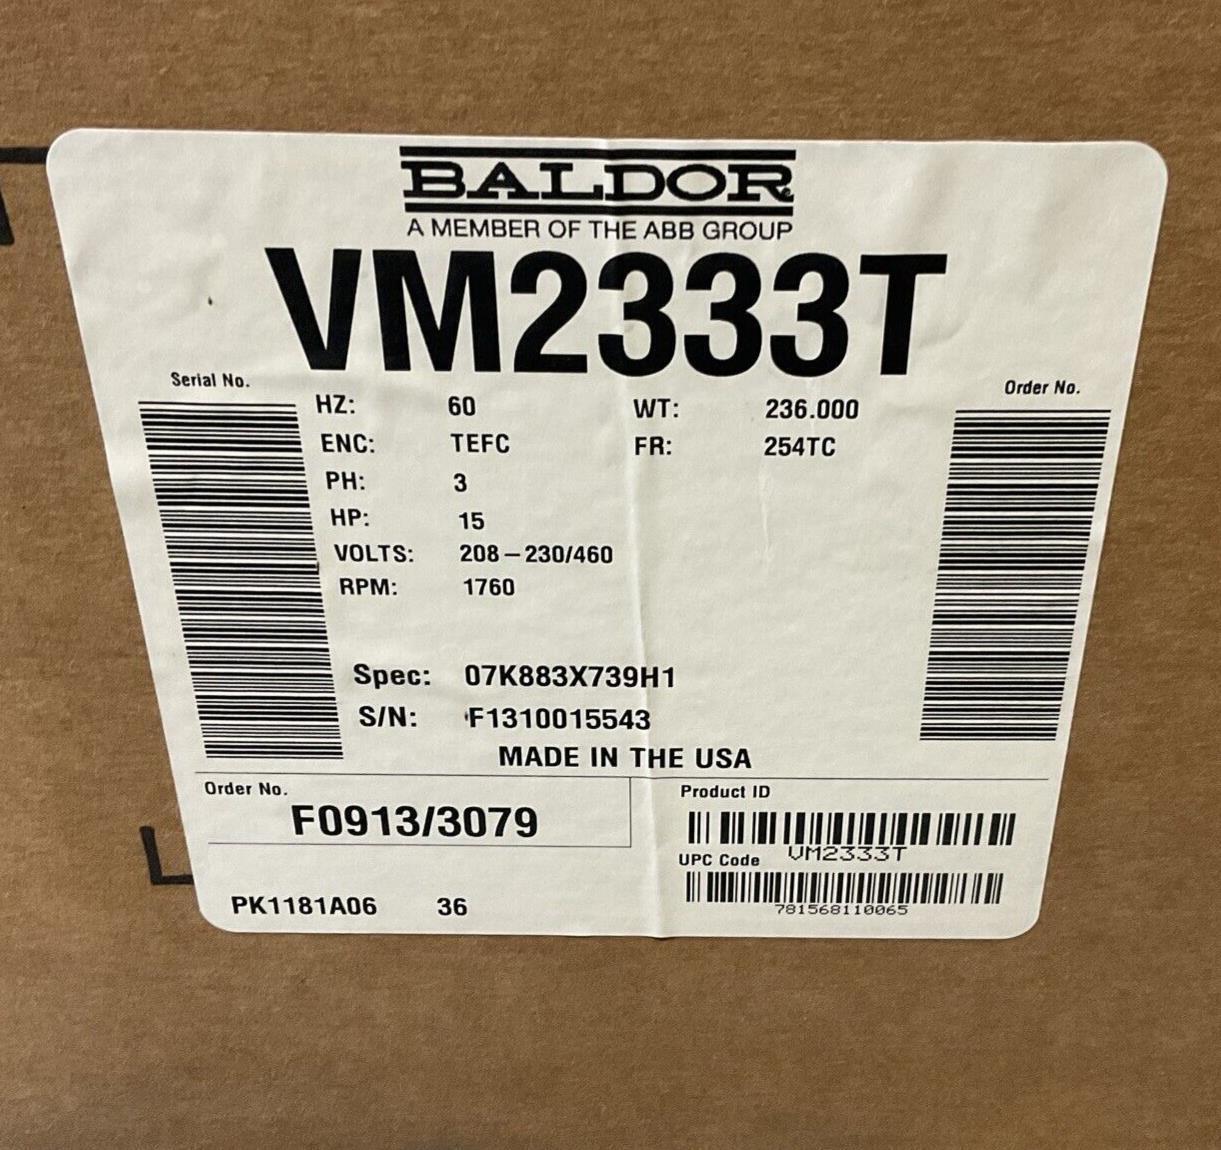 BALDOR
A MEMBER OF THE ABB GROUP
VM2333T
Serial No.
Order No.
HZ: 60 WT: 236.000
ENC: TEFC FR: 254TC
PH: 3
HP: 15
VOLTS: 208-230/460
RPM: 1760
Spec: 07K883X739H1
S/N: F1310015543
MADE IN THE USA
Order No.
F0913/3079
Product ID
VM2333T
UPC Code
781568110065
PK1181A06 36